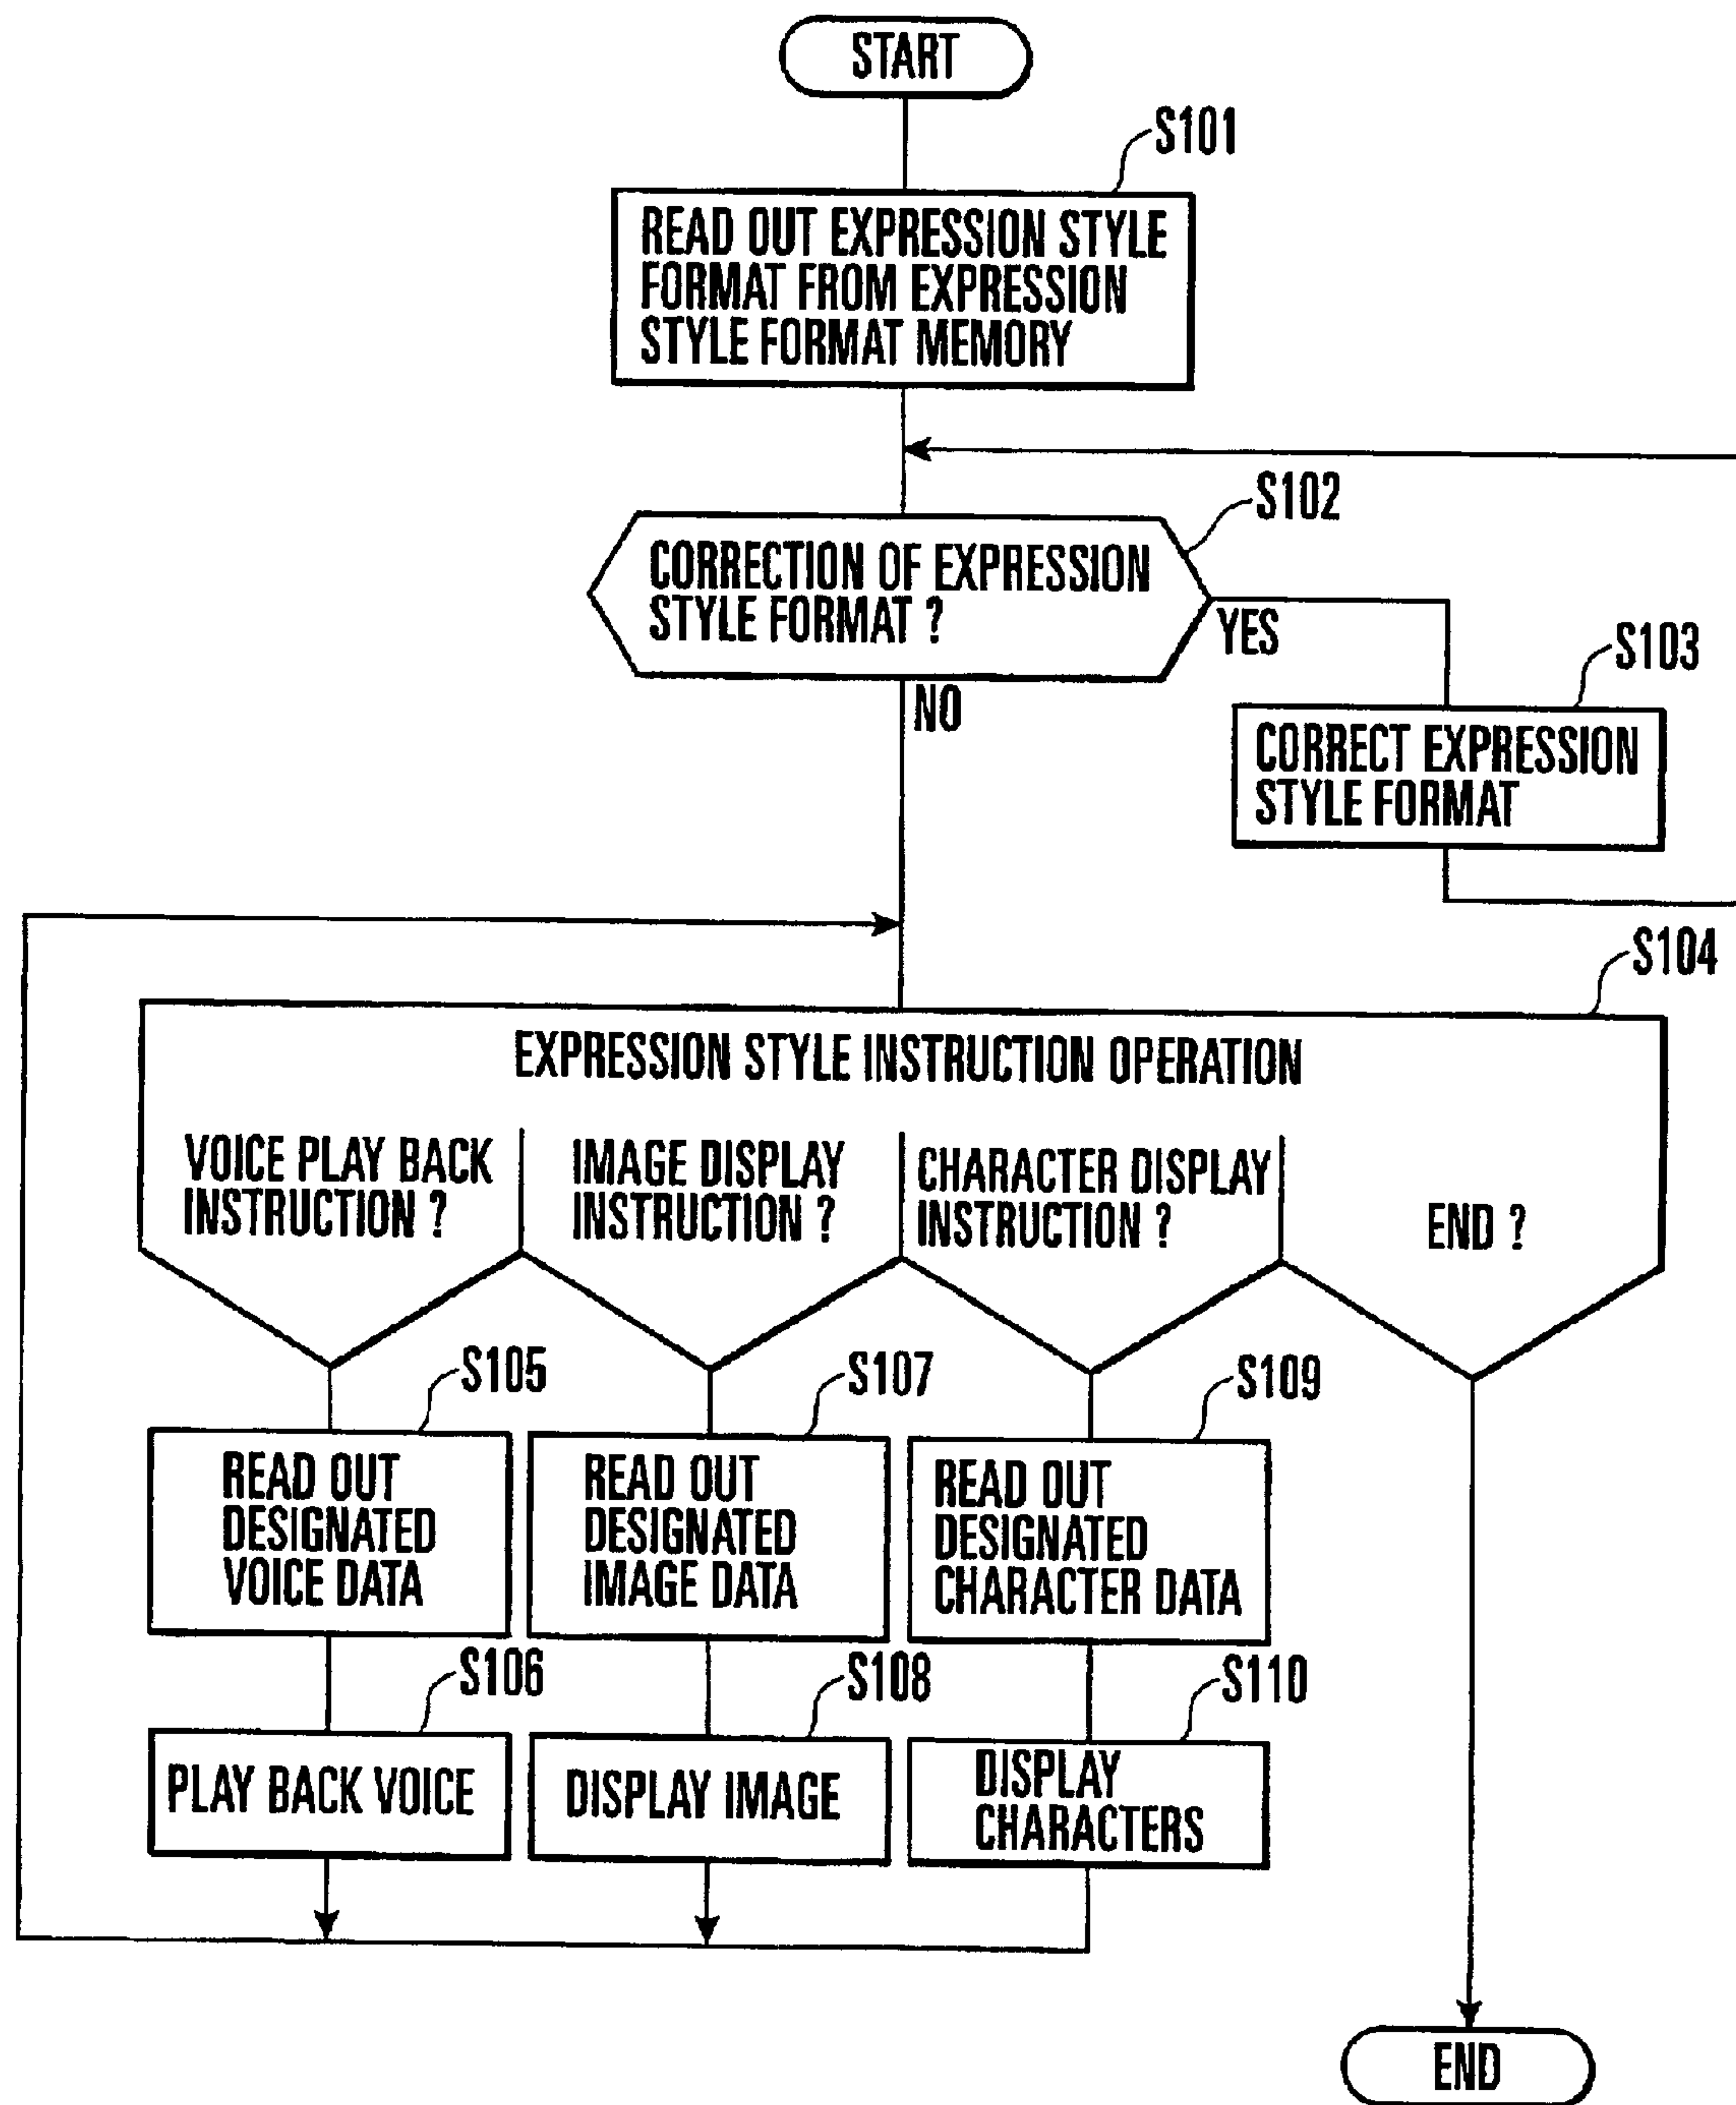 START
S101
READ OUT EXPRESSION STYLE
FORMAT FROM EXPRESSION
STYLE FORMAT MEMORY
S102
CORRECTION OF EXPRESSION
STYLE FORMAT ?
YES
NO
S103
CORRECT EXPRESSION
STYLE FORMAT
S104
EXPRESSION STYLE INSTRUCTION OPERATION
VOICE PLAY BACK
INSTRUCTION ?
IMAGE DISPLAY
INSTRUCTION ?
CHARACTER DISPLAY
INSTRUCTION ?
END ?
S105
READ OUT
DESIGNATED
VOICE DATA
S107
READ OUT
DESIGNATED
IMAGE DATA
S109
READ OUT
DESIGNATED
CHARACTER DATA
S106
PLAY BACK VOICE
S108
DISPLAY IMAGE
S110
DISPLAY
CHARACTERS
END